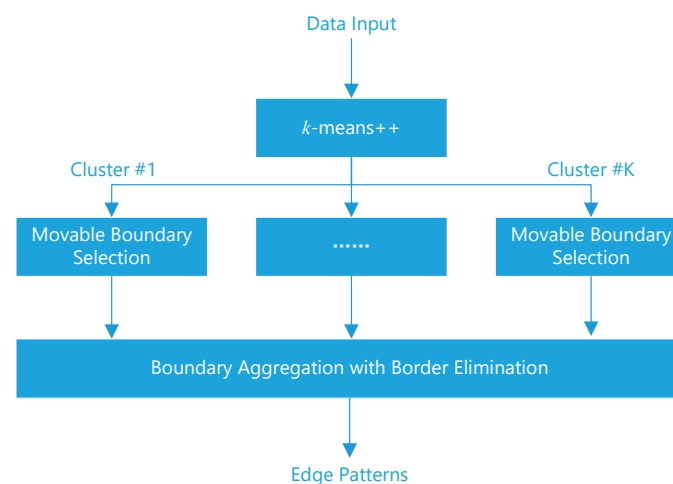 Data Input
k-means++
Cluster #1
Cluster #K
Movable Boundary
Selection
......
Movable Boundary
Selection
Boundary Aggregation with Border Elimination
Edge Patterns